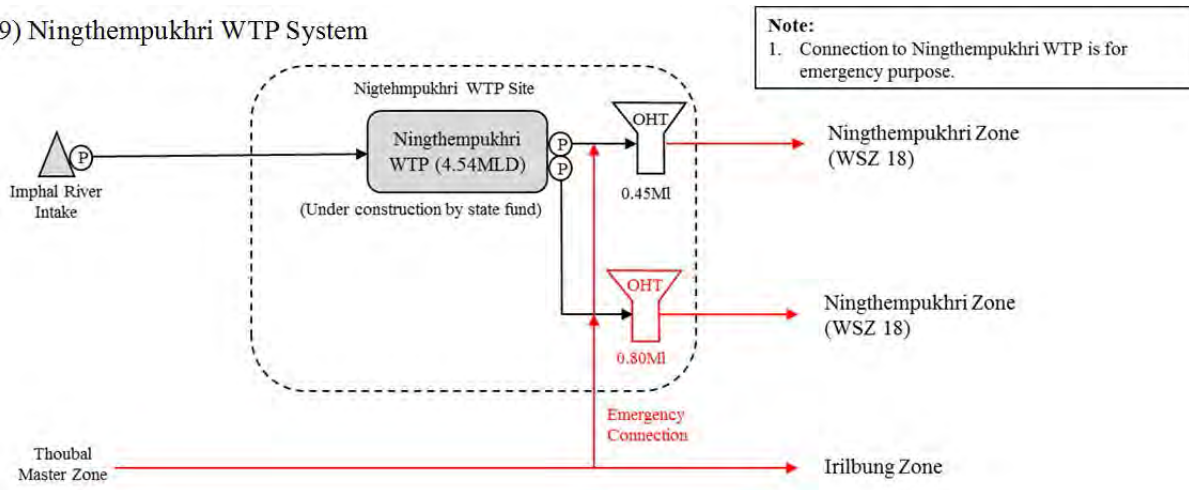 9) Ningthempukhri WTP System
Note:
1. Connection to Ningthempukhri WTP is for
emergency purpose.
Nigtehmpukhri WTP Site
Ningthempukhri
WTP (4.54MLD)
(Under construction by state fund)
P
P
P
Imphal River
Intake
OHT
0.45Ml
Ningthempukhri Zone
(WSZ 18)
OHT
0.80Ml
Ningthempukhri Zone
(WSZ 18)
Emergency
Connection
Thoubal
Master Zone
Irilbung Zone